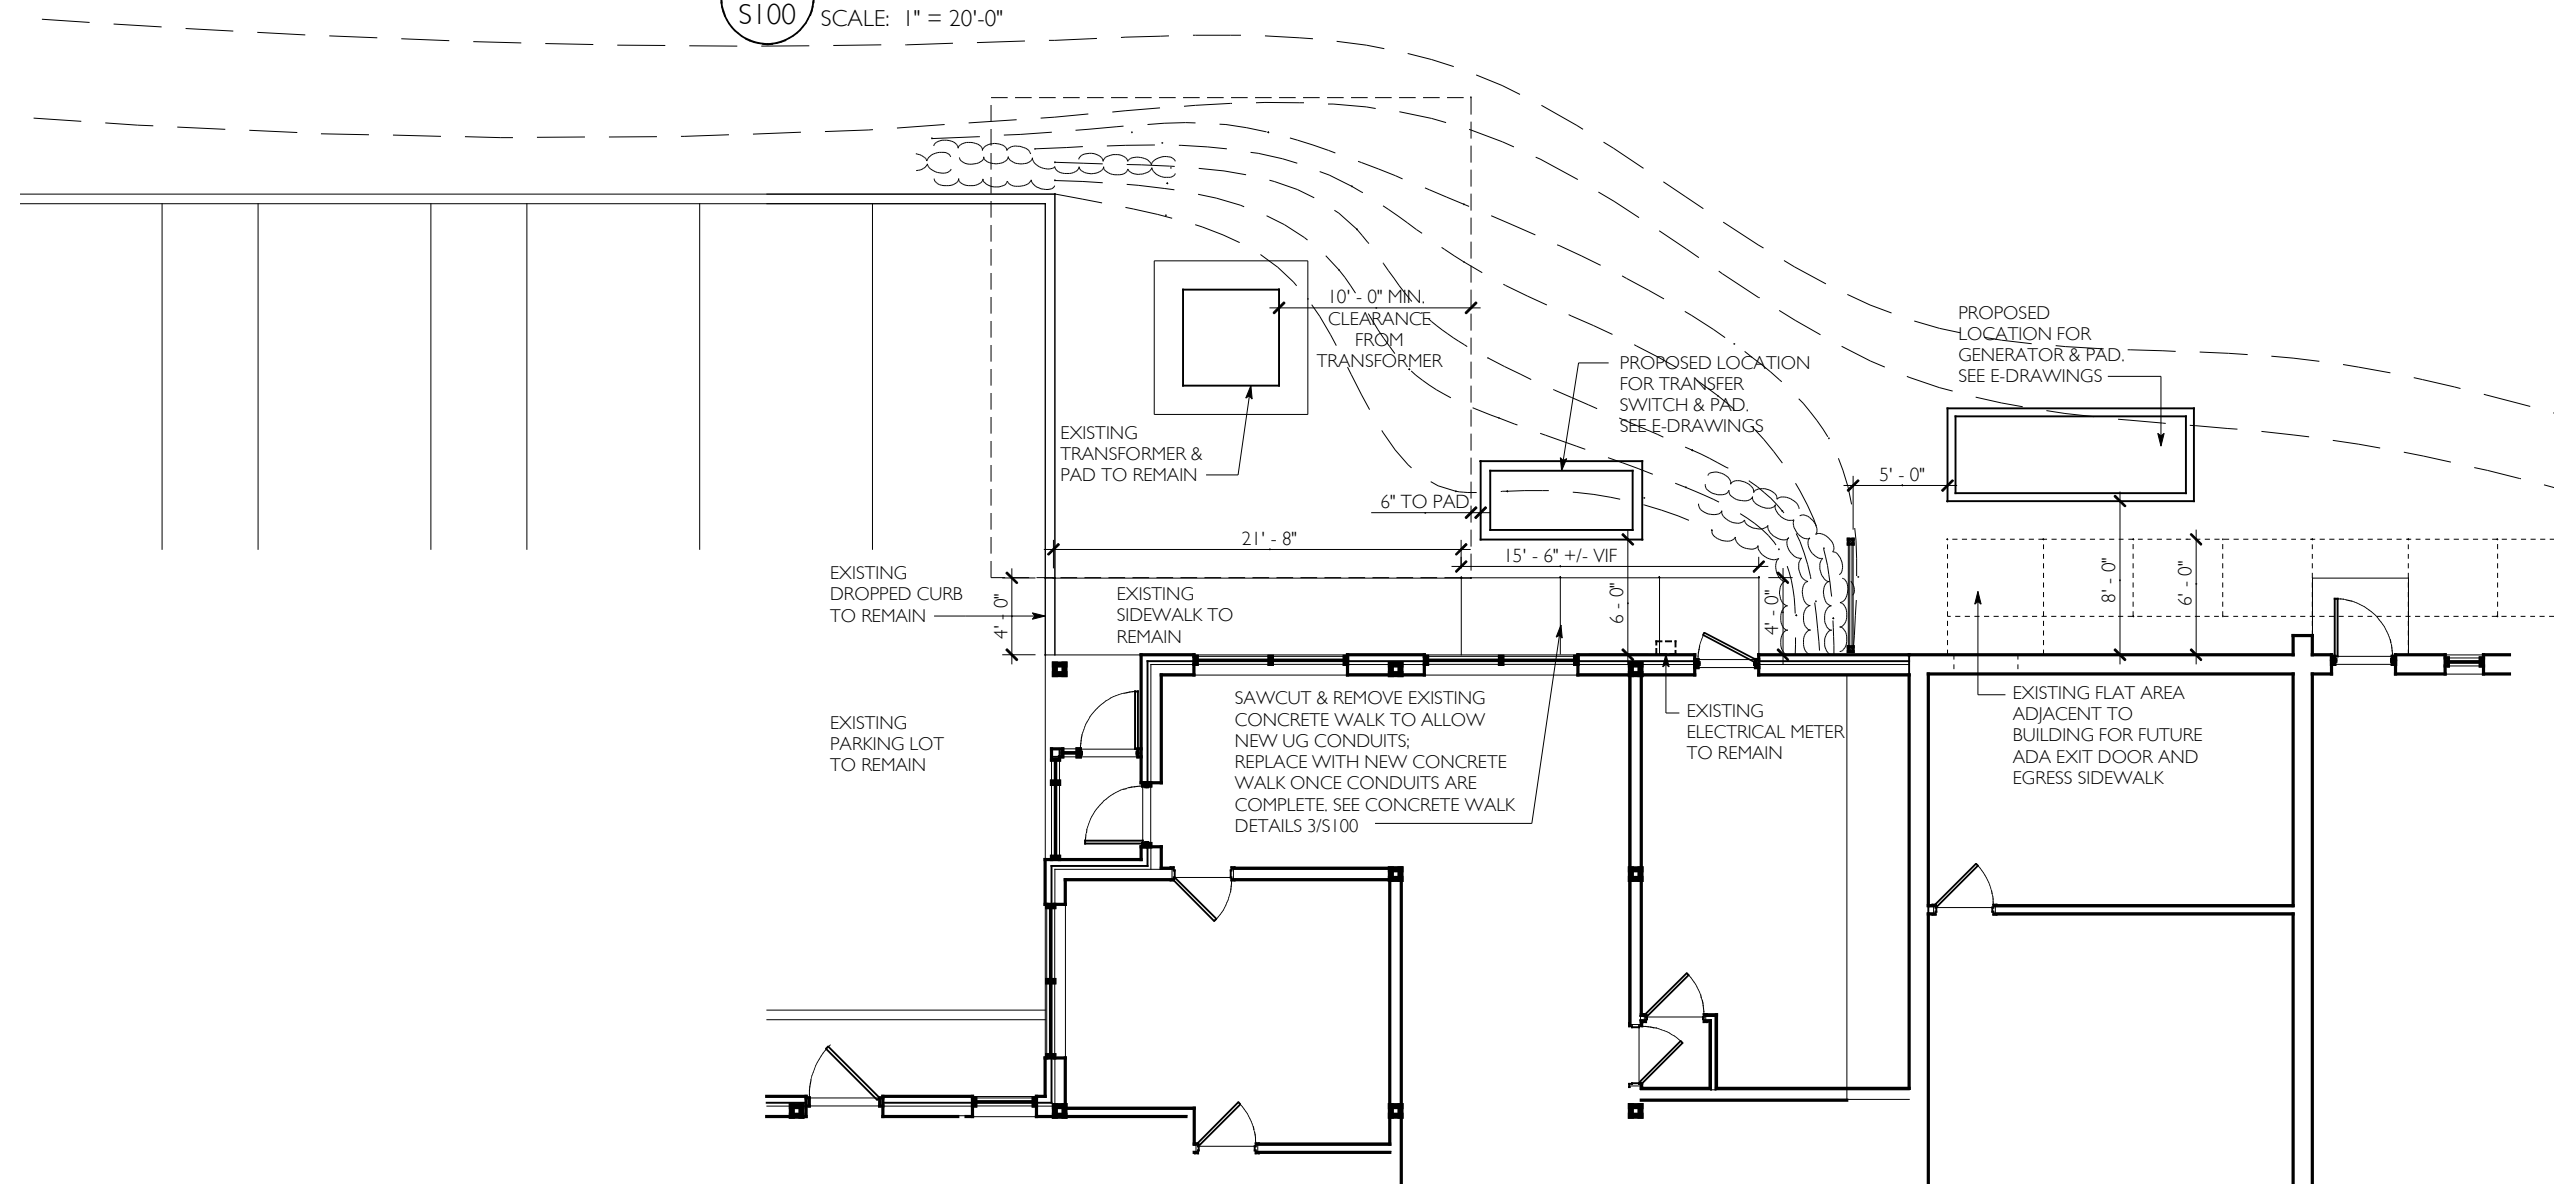 S100
SCALE: 1" = 20'-0"
10' - 0" MIN.
CLEARANCE
FROM
TRANSFORMER
PROPOSED
LOCATION FOR
GENERATOR & PAD.
SEE E-DRAWINGS
PROPOSED LOCATION
FOR TRANSFER
SWITCH & PAD.
SEE E-DRAWINGS
EXISTING
TRANSFORMER &
PAD TO REMAIN
5' - 0"
6" TO PAD
21' - 8"
15' - 6" +/- VIF
EXISTING
DROPPED CURB
TO REMAIN
4' - 0"
EXISTING
SIDEWALK TO
REMAIN
6 - 0"
4' - 0"
8' - 0"
6' - 0"
EXISTING
PARKING LOT
TO REMAIN
SAWCUT & REMOVE EXISTING
CONCRETE WALK TO ALLOW
NEW UG CONDUITS;
REPLACE WITH NEW CONCRETE
WALK ONCE CONDUITS ARE
COMPLETE. SEE CONCRETE WALK
DETAILS 3/S100
EXISTING
ELECTRICAL METER
TO REMAIN
EXISTING FLAT AREA
ADJACENT TO
BUILDING FOR FUTURE
ADA EXIT DOOR AND
EGRESS SIDEWALK